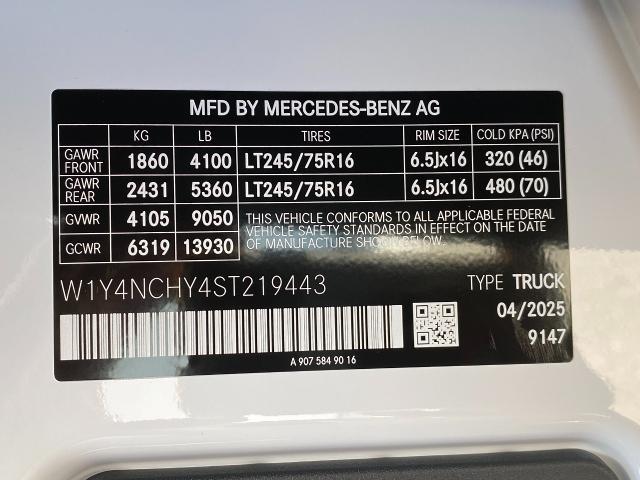 MFD BY MERCEDES-BENZ AG
KG LB TIRES RIM SIZE COLD KPA (PSI)
GAWR FRONT 1860 4100 LT245/75R16 6.5Jx16 320 (46)
GAWR REAR 2431 5360 LT245/75R16 6.5Jx16 480 (70)
GVWR 4105 9050
GCWR 6319 13930
THIS VEHICLE CONFORMS TO ALL APPLICABLE FEDERAL
VEHICLE SAFETY STANDARDS IN EFFECT ON THE DATE
OF MANUFACTURE SHOWN BELOW.
W1Y4NCHY4ST219443
TYPE TRUCK
04/2025
9147
A 907 584 90 16